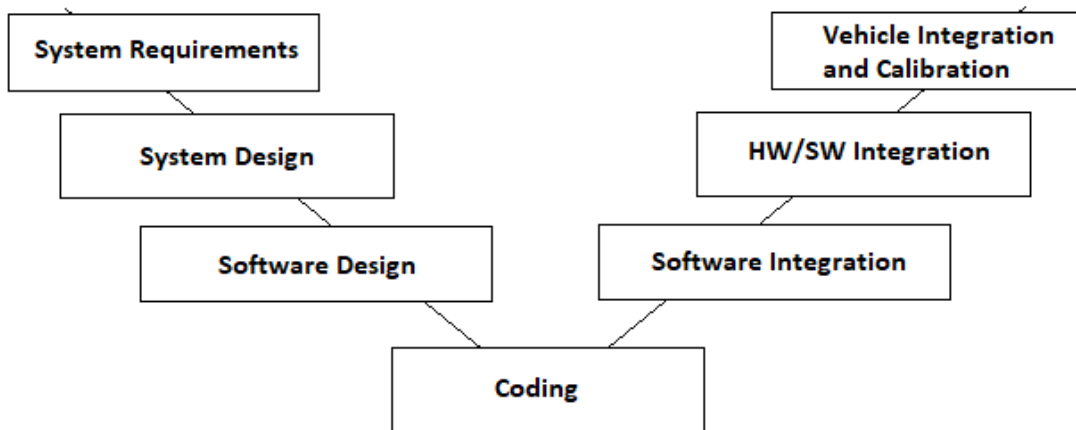 System Requirements
Vehicle Integration
and Calibration
System Design
HW/SW Integration
Software Design
Software Integration
Coding